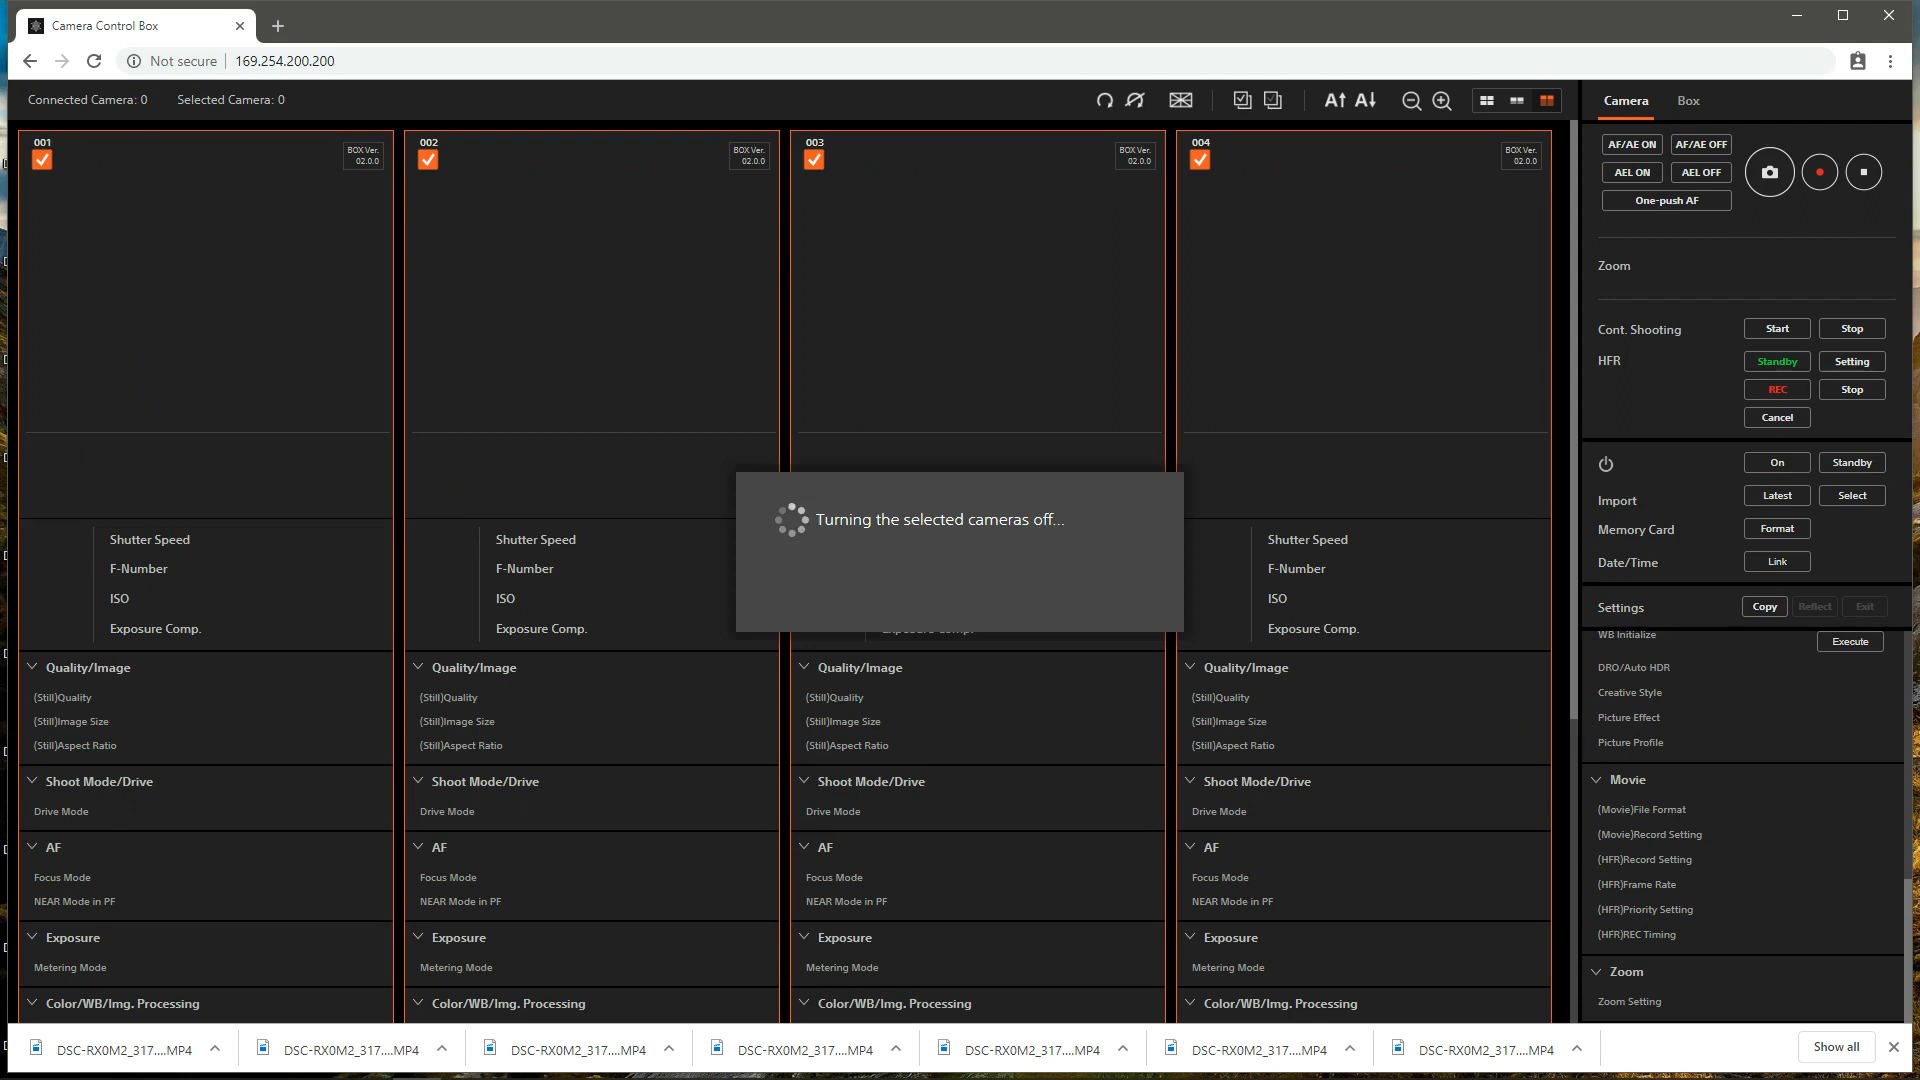 Camera Control Box
Not secure
169.254.200.200
Connected Camera: 0
Selected Camera: 0
Camera
Box
001
BOX Ver.
02.0.0
002
BOX Ver.
02.0.0
003
BOX Ver.
02.0.0
004
BOX Ver.
02.0.0
AF/AE ON
AF/AE OFF
AEL ON
AEL OFF
One-push AF
Zoom
Cont. Shooting
Start
Stop
HFR
Standby
Setting
REC
Stop
Cancel
On
Standby
Import
Latest
Select
Memory Card
Format
Date/Time
Link
Settings
Copy
Reflect
Exit
WB Initialize
Execute
DRO/Auto HDR
Creative Style
Picture Effect
Picture Profile
Movie
(Movie)File Format
(Movie)Record Setting
(HFR)Record Setting
(HFR)Frame Rate
(HFR)Priority Setting
(HFR)REC Timing
Zoom
Zoom Setting
Turning the selected cameras off...
Shutter Speed
F-Number
ISO
Exposure Comp.
Quality/Image
(Still)Quality
(Still)Image Size
(Still)Aspect Ratio
Shoot Mode/Drive
Drive Mode
AF
Focus Mode
NEAR Mode in PF
Exposure
Metering Mode
Color/WB/Img. Processing
Shutter Speed
F-Number
ISO
Exposure Comp.
Quality/Image
(Still)Quality
(Still)Image Size
(Still)Aspect Ratio
Shoot Mode/Drive
Drive Mode
AF
Focus Mode
NEAR Mode in PF
Exposure
Metering Mode
Color/WB/Img. Processing
Exposure Comp.
Quality/Image
(Still)Quality
(Still)Image Size
(Still)Aspect Ratio
Shoot Mode/Drive
Drive Mode
AF
Focus Mode
NEAR Mode in PF
Exposure
Metering Mode
Color/WB/Img. Processing
Shutter Speed
F-Number
ISO
Exposure Comp.
Quality/Image
(Still)Quality
(Still)Image Size
(Still)Aspect Ratio
Shoot Mode/Drive
Drive Mode
AF
Focus Mode
NEAR Mode in PF
Exposure
Metering Mode
Color/WB/Img. Processing
DSC-RX0M2_317....MP4
DSC-RX0M2_317....MP4
DSC-RX0M2_317....MP4
DSC-RX0M2_317....MP4
DSC-RX0M2_317....MP4
DSC-RX0M2_317....MP4
DSC-RX0M2_317....MP4
Show all